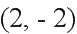 (2, - 2)